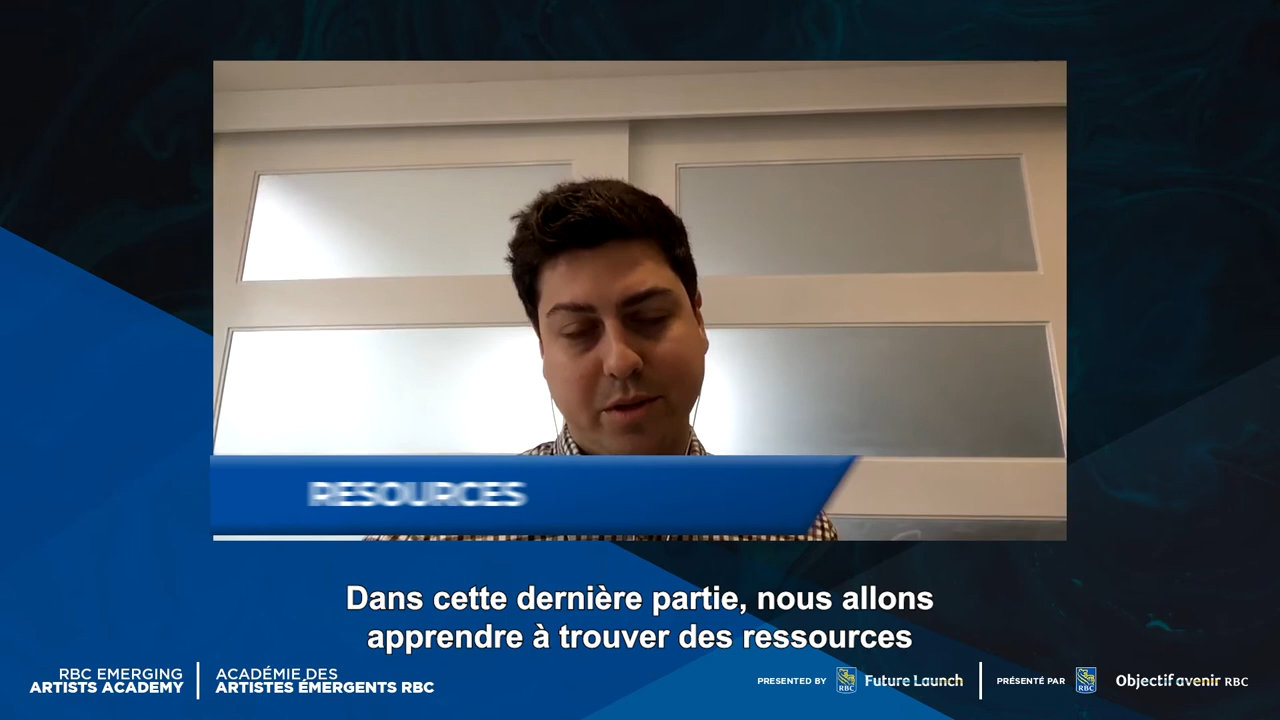 RESOURCES
Dans cette dernière partie, nous allons
apprendre à trouver des ressources
RBC EMERGING
ARTISTS ACADEMY
ACADÉMIE DES
ARTISTES ÉMERGENTS RBC
PRESENTED BY
RBC
Future Launch
PRÉSENTÉ PAR
RBC
Objectif avenir RBC